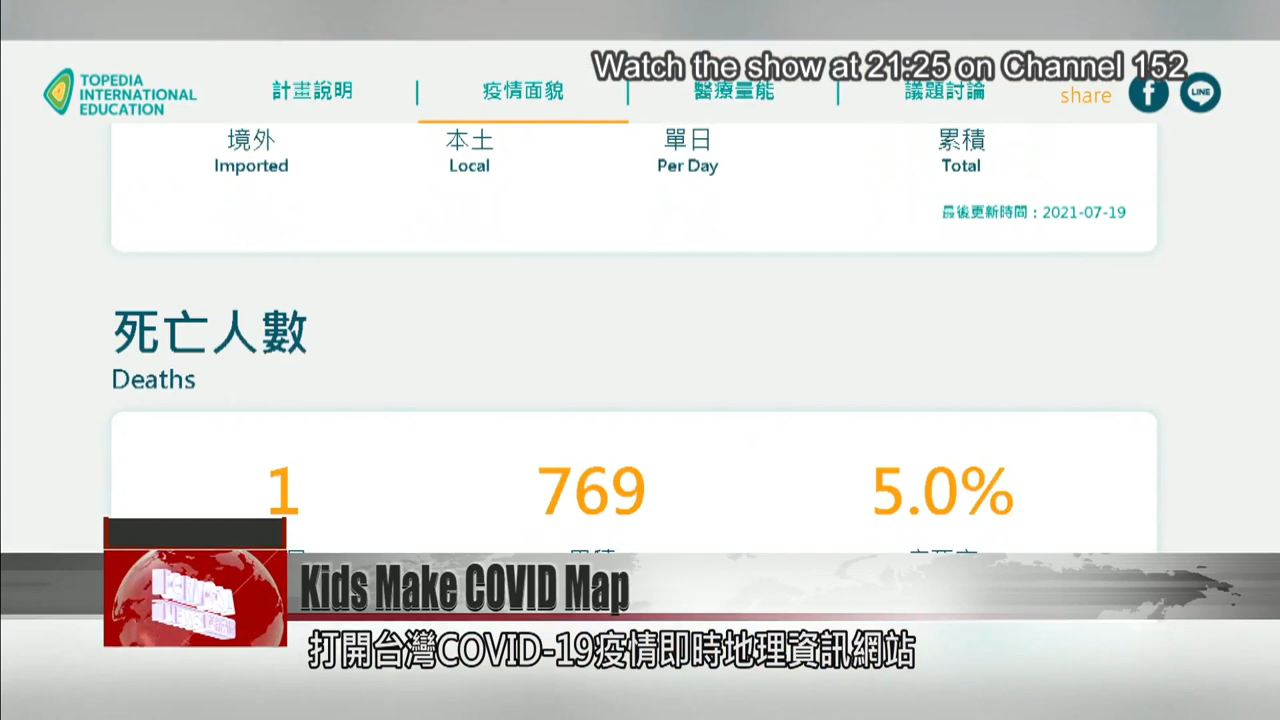 Watch the show at 21:25 on Channel 152
TOPEDIA
INTERNATIONAL
EDUCATION
計畫說明
疫情面貌
醫療量能
議題討論
share
LINE
境外
Imported
本土
Local
單日
Per Day
累積
Total
最後更新時間：2021-07-19
死亡人數
Deaths
1
769
5.0%
Kids Make COVID Map
打開台灣COVID-19疫情即時地理資訊網站